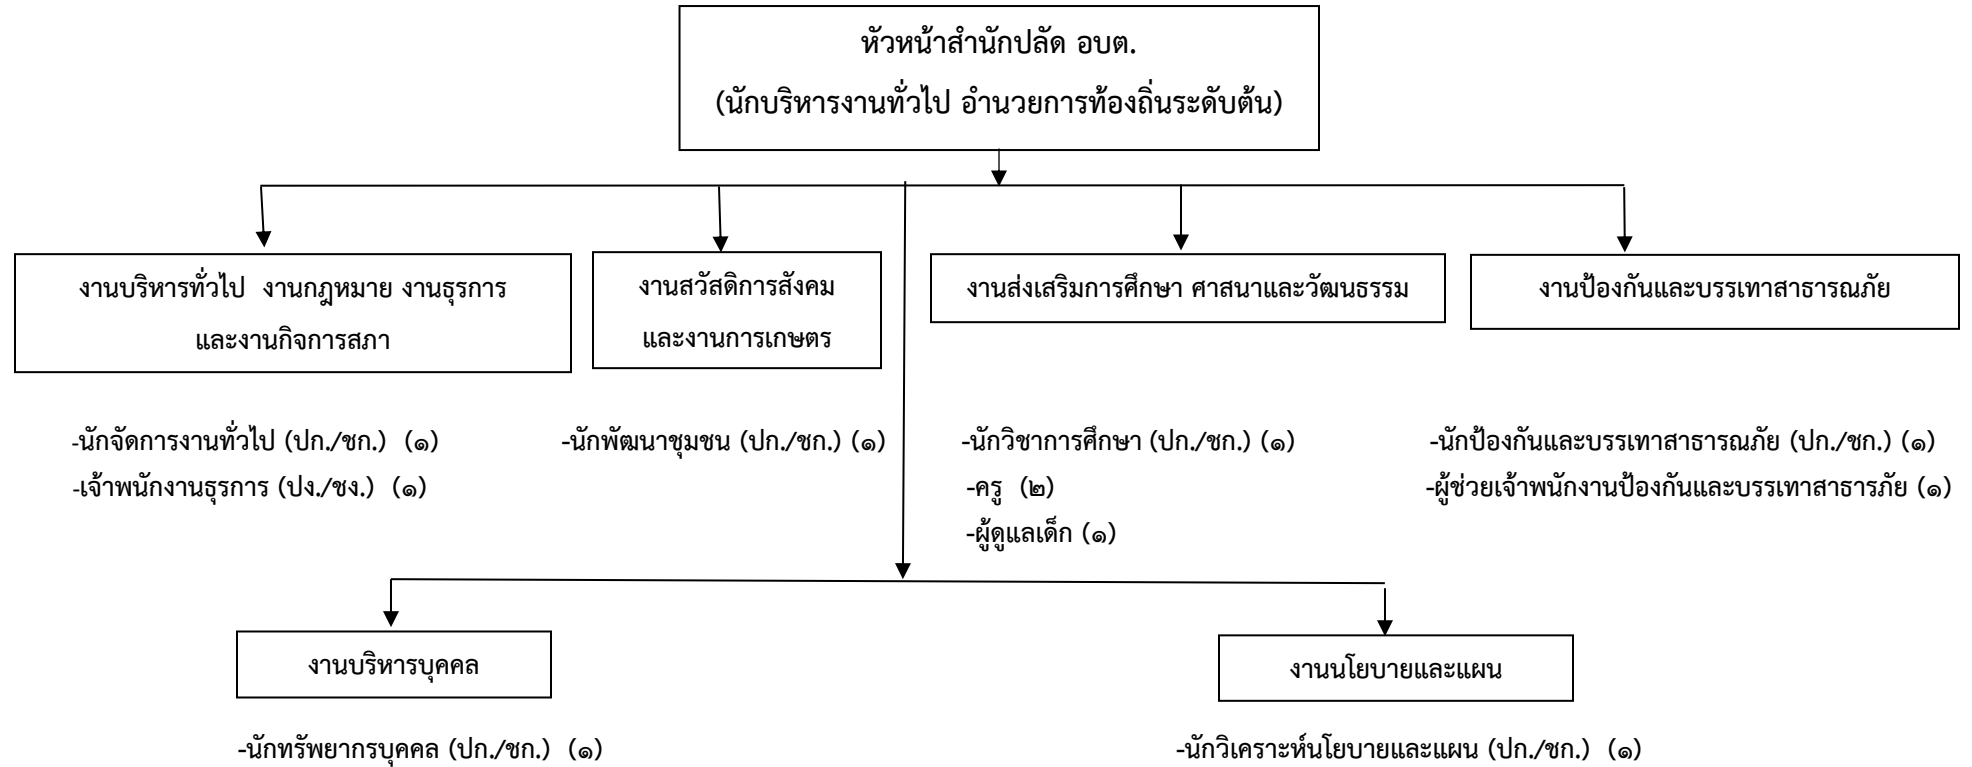 หัวหน้าสำนักปลัด อบต.
(นักบริหารงานทั่วไป อำนวยการท้องถิ่นระดับต้น)
งานบริหารทั่วไป งานกฎหมาย งานธุรการ
และงานกิจการสภา
งานสวัสดิการสังคม
และงานการเกษตร
งานส่งเสริมการศึกษา ศาสนาและวัฒนธรรม
งานป้องกันและบรรเทาสาธารณภัย
-นักจัดการงานทั่วไป (ปก./ชก.) (๑)
-เจ้าพนักงานธุรการ (ปง./ชง.) (๑)
-นักพัฒนาชุมชน (ปก./ชก.) (๑)
-นักวิชาการศึกษา (ปก./ชก.) (๑)
-ครู (๒)
-ผู้ดูแลเด็ก (๑)
-นักป้องกันและบรรเทาสาธารณภัย (ปก./ชก.) (๑)
-ผู้ช่วยเจ้าพนักงานป้องกันและบรรเทาสาธารภัย (๑)
งานบริหารบุคคล
งานนโยบายและแผน
-นักทรัพยากรบุคคล (ปก./ชก.) (๑)
-นักวิเคราะห์นโยบายและแผน (ปก./ชก.) (๑)